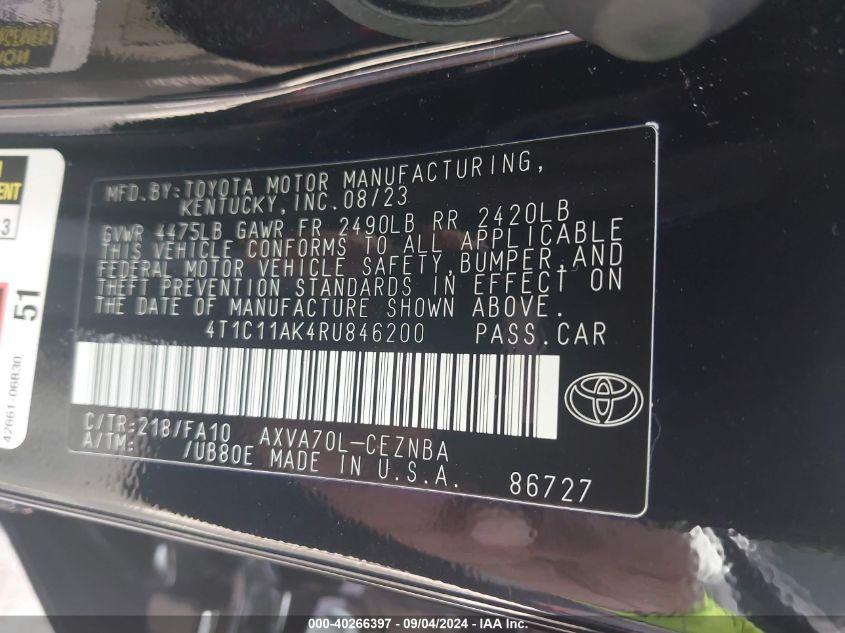 MFD.BY:TOYOTA MOTOR MANUFACTURING,
KENTUCKY, INC.08/23
GVWR 4475LB GAWR FR 2490LB RR 2420LB
THIS VEHICLE CONFORMS TO ALL APPLICABLE
FEDERAL MOTOR VEHICLE SAFETY,BUMPER,AND
THEFT PREVENTION STANDARDS IN EFFECT ON
THE DATE OF MANUFACTURE SHOWN ABOVE.
4T1C11AK4RU846200 PASS.CAR
C/TR:218/FA10 AXVA70L-CEZNBA
A/TM: /UB80E MADE IN U.S.A.
86727
51
42661-06B30
000-40266397 - 09/04/2024 - IAA Inc.